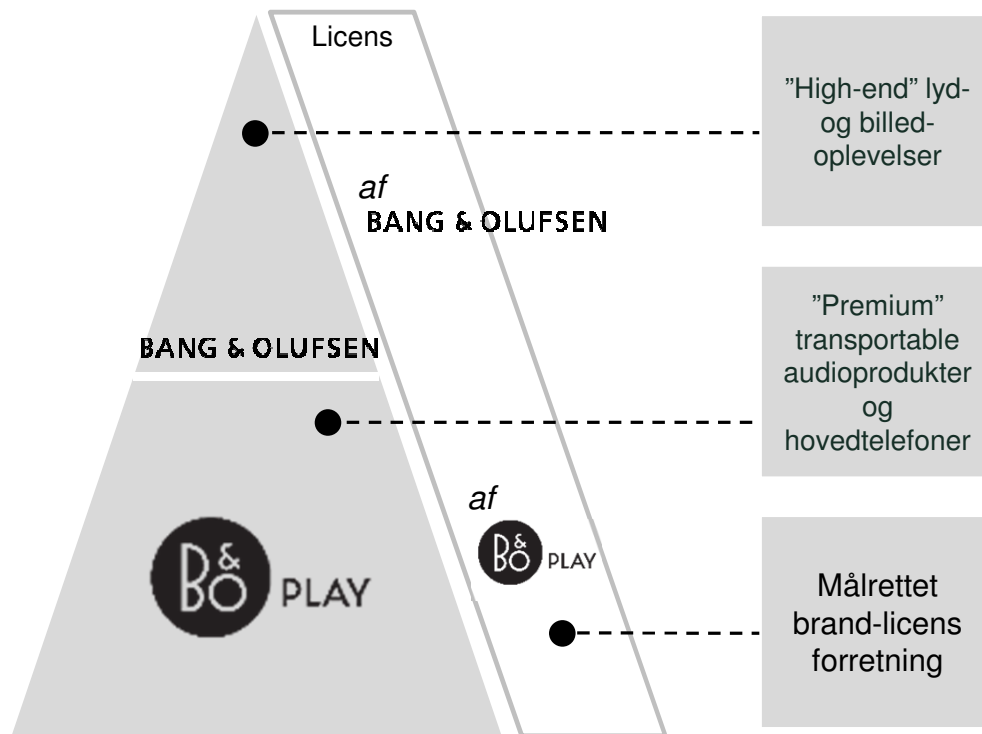 Licens
”High-end” lyd-
og billed-
oplevelser
af
BANG & OLUFSEN
BANG & OLUFSEN
”Premium”
transportable
audioprodukter
og
hovedtelefoner
af
B&O PLAY
B&O PLAY
Målrettet
brand-licens
forretning